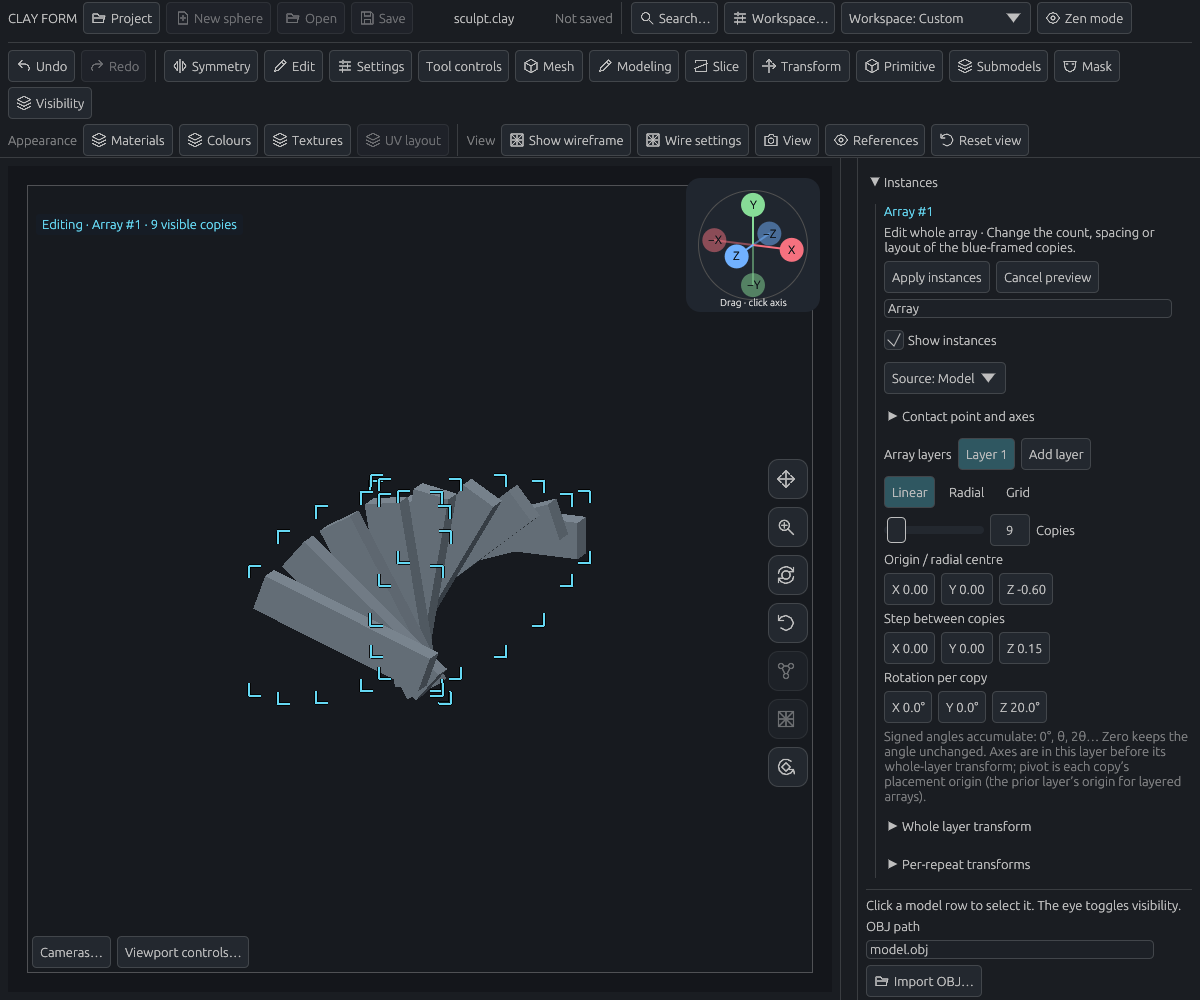 CLAY FORM Project New sphere Open Save sculpt.clay Not saved Search... Workspace... Workspace: Custom Zen mode
Undo Redo Symmetry Edit Settings Tool controls Mesh Modeling Slice Transform Primitive Submodels Mask
Visibility
Appearance Materials Colours Textures UV layout View Show wireframe Wire settings View References Reset view
Editing · Array #1 · 9 visible copies
Y
-X
-Z
Z
X
-Y
Drag · click axis
Cameras...
Viewport controls...
Instances
Array #1
Edit whole array · Change the count, spacing or
layout of the blue-framed copies.
Apply instances Cancel preview
Array
Show instances
Source: Model
Contact point and axes
Array layers Layer 1 Add layer
Linear Radial Grid
9 Copies
Origin / radial centre
X 0.00 Y 0.00 Z -0.60
Step between copies
X 0.00 Y 0.00 Z 0.15
Rotation per copy
X 0.0° Y 0.0° Z 20.0°
Signed angles accumulate: 0°, θ, 2θ... Zero keeps the
angle unchanged. Axes are in this layer before its
whole-layer transform; pivot is each copy's
placement origin (the prior layer's origin for layered
arrays).
Whole layer transform
Per-repeat transforms
Click a model row to select it. The eye toggles visibility.
OBJ path
model.obj
Import OBJ...